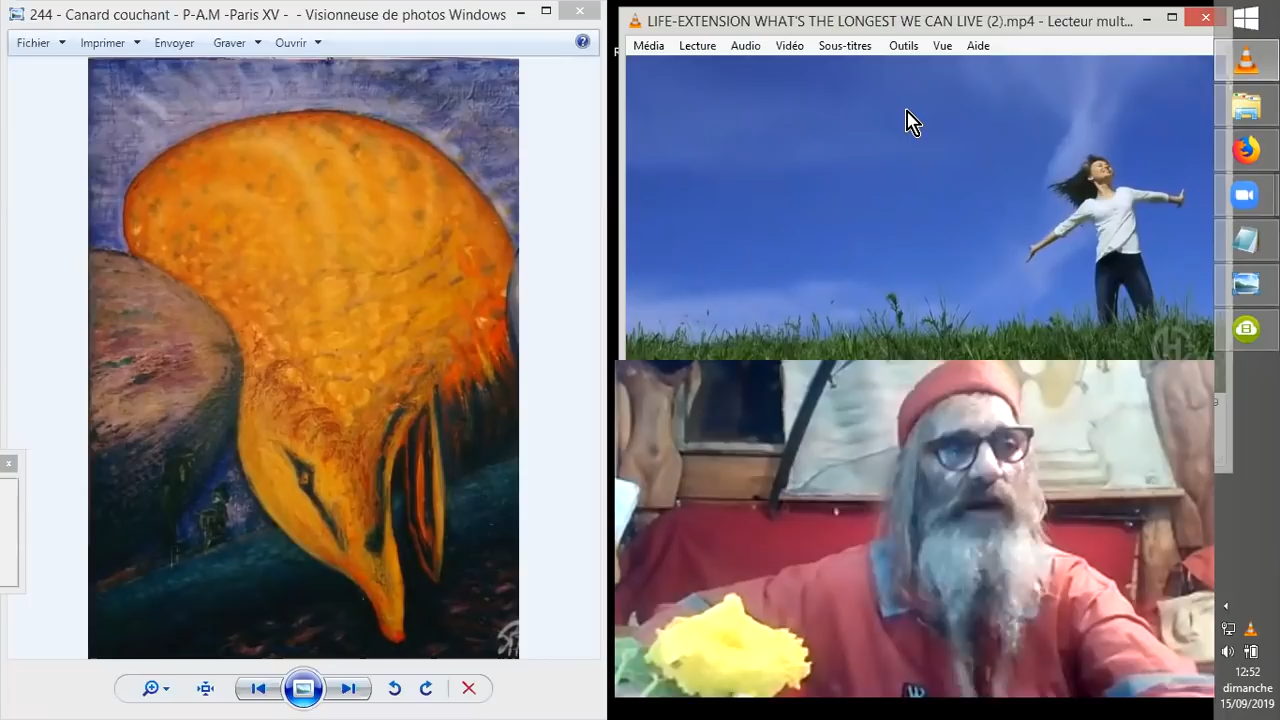 244 - Canard couchant - P-A-M -Paris XV - - Visionneuse de photos Windows
Fichier Imprimer Envoyer Graver Ouvrir
LIFE-EXTENSION WHAT'S THE LONGEST WE CAN LIVE (2).mp4 - Lecteur mult...
Média Lecture Audio Vidéo Sous-titres Outils Vue Aide
12:52
dimanche
15/09/2019